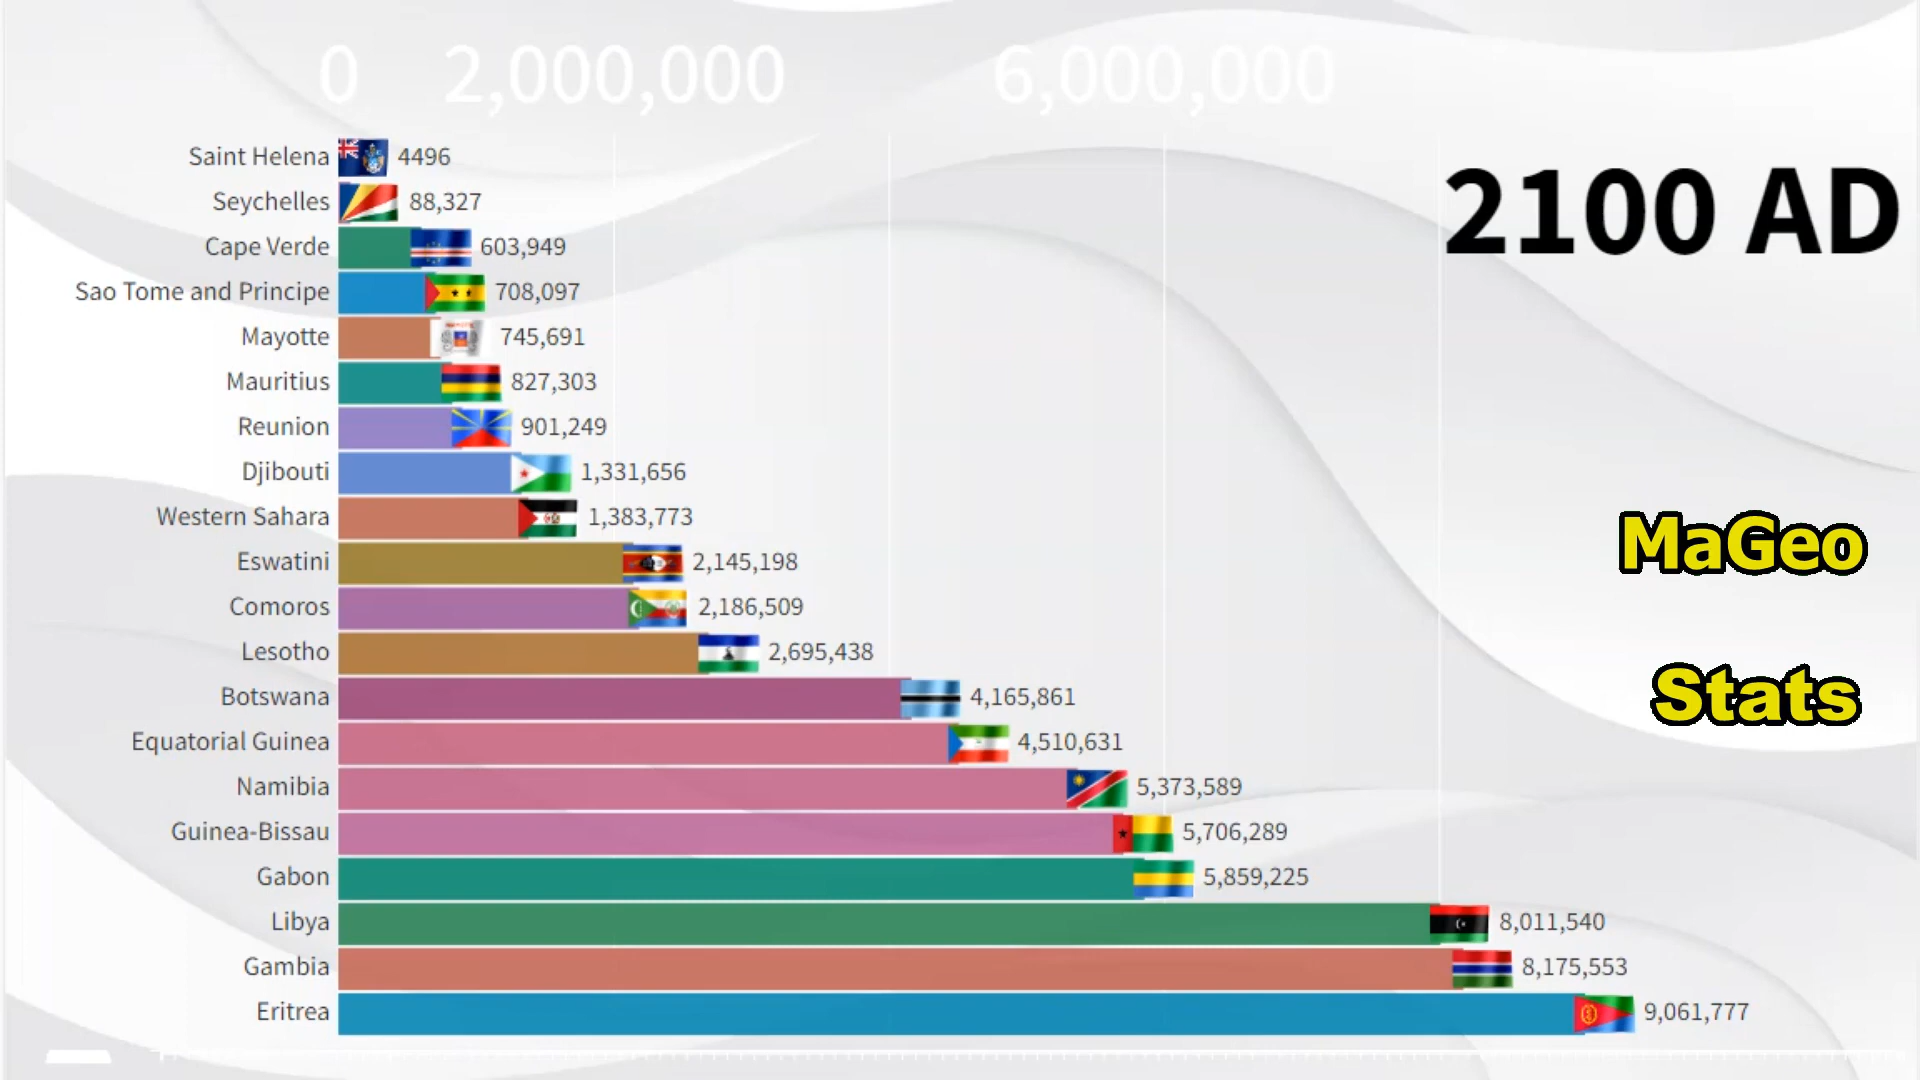 0 2,000,000 6,000,000
Saint Helena 4496
2100 AD
Seychelles 88,327
Cape Verde 603,949
Sao Tome and Principe 708,097
Mayotte 745,691
Mauritius 827,303
Reunion 901,249
Djibouti 1,331,656
Western Sahara 1,383,773
MaGeo
Eswatini 2,145,198
Comoros 2,186,509
Lesotho 2,695,438
Botswana 4,165,861
Stats
Equatorial Guinea 4,510,631
Namibia 5,373,589
Guinea-Bissau 5,706,289
Gabon 5,859,225
Libya 8,011,540
Gambia 8,175,553
Eritrea 9,061,777